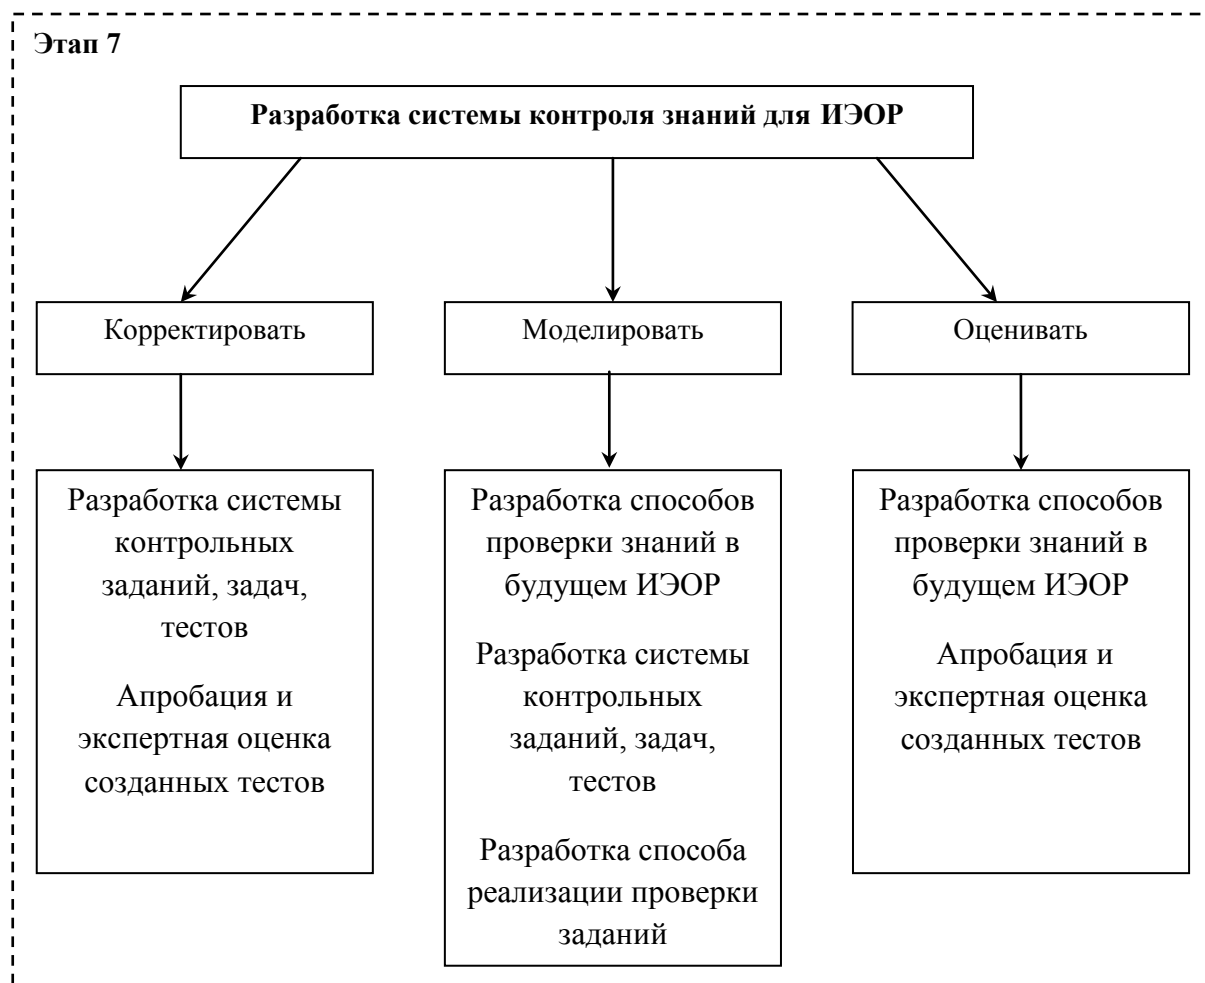 Этап 7
Разработка системы контроля знаний для ИЭОР
Корректировать
Моделировать
Оценивать
Разработка системы
контрольных
заданий, задач,
тестов
Апробация и
экспертная оценка
созданных тестов
Разработка способов
проверки знаний в
будущем ИЭОР
Разработка системы
контрольных
заданий, задач,
тестов
Разработка способа
реализации проверки
заданий
Разработка способов
проверки знаний в
будущем ИЭОР
Апробация и
экспертная оценка
созданных тестов